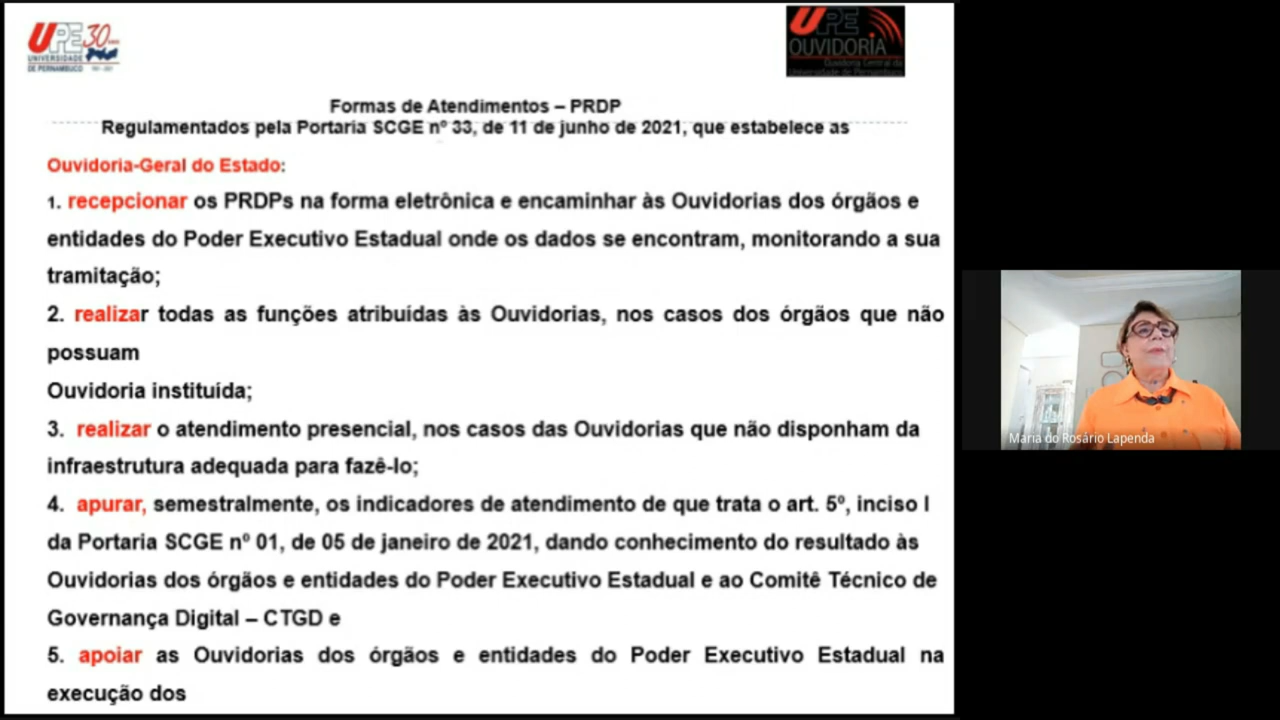 UPE 30
UNIVERSIDADE
DE PERNAMBUCO
UPE
OUVIDORIA
Ouvidoria Central da
Universidade de Pernambuco
Formas de Atendimentos – PRDP
Regulamentados pela Portaria SCGE nº 33, de 11 de junho de 2021, que estabelece as
Ouvidoria-Geral do Estado:
1. recepcionar os PRDPs na forma eletrônica e encaminhar às Ouvidorias dos órgãos e
entidades do Poder Executivo Estadual onde os dados se encontram, monitorando a sua
tramitação;
2. realizar todas as funções atribuídas às Ouvidorias, nos casos dos órgãos que não
possuam
Ouvidoria instituída;
3. realizar o atendimento presencial, nos casos das Ouvidorias que não disponham da
infraestrutura adequada para fazê-lo;
4. apurar, semestralmente, os indicadores de atendimento de que trata o art. 5º, inciso I
da Portaria SCGE nº 01, de 05 de janeiro de 2021, dando conhecimento do resultado às
Ouvidorias dos órgãos e entidades do Poder Executivo Estadual e ao Comitê Técnico de
Governança Digital – CTGD e
5. apoiar as Ouvidorias dos órgãos e entidades do Poder Executivo Estadual na
execução dos
Maria do Rosário Lapenda